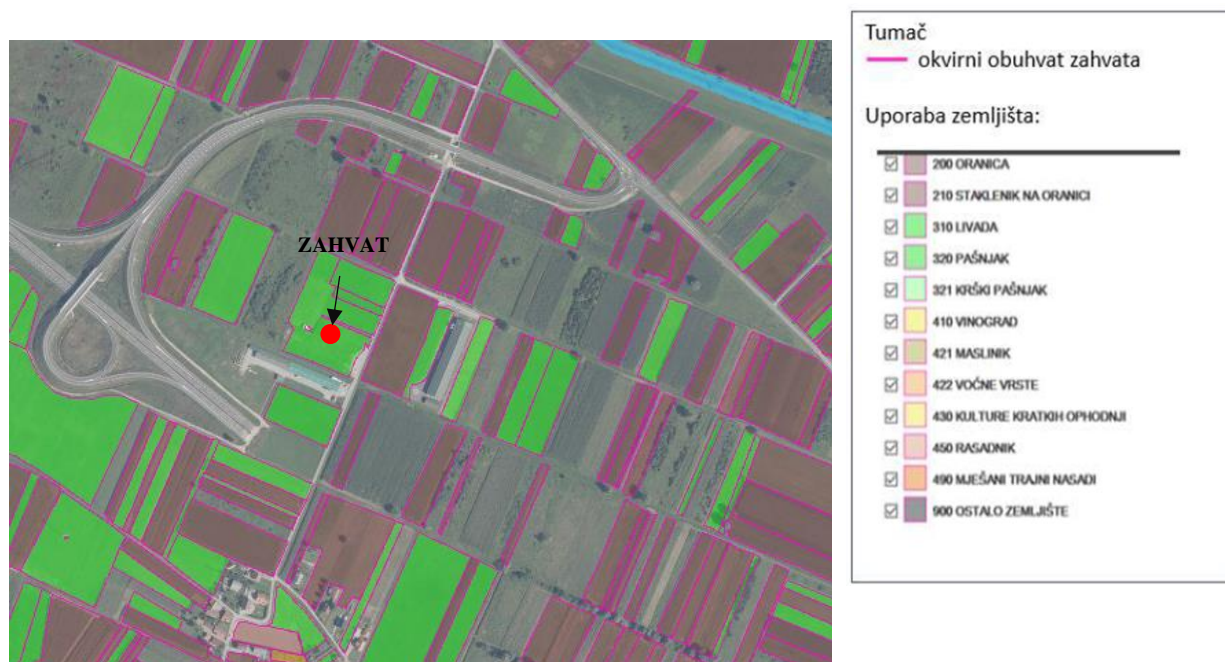 ZAHVAT
Tumač
okvirni obuhvat zahvata
Uporaba zemljišta:
200 ORANICA
210 STAKLENIK NA ORANICI
310 LIVADA
320 PAŠNJAK
321 KRŠKI PAŠNJAK
410 VINOGRAD
421 MASLINIK
422 VOĆNE VRSTE
430 KULTURE KRATKIH OPHODNJI
450 RASADNIK
490 MJEŠANI TRAJNI NASADI
900 OSTALO ZEMLJIŠTE